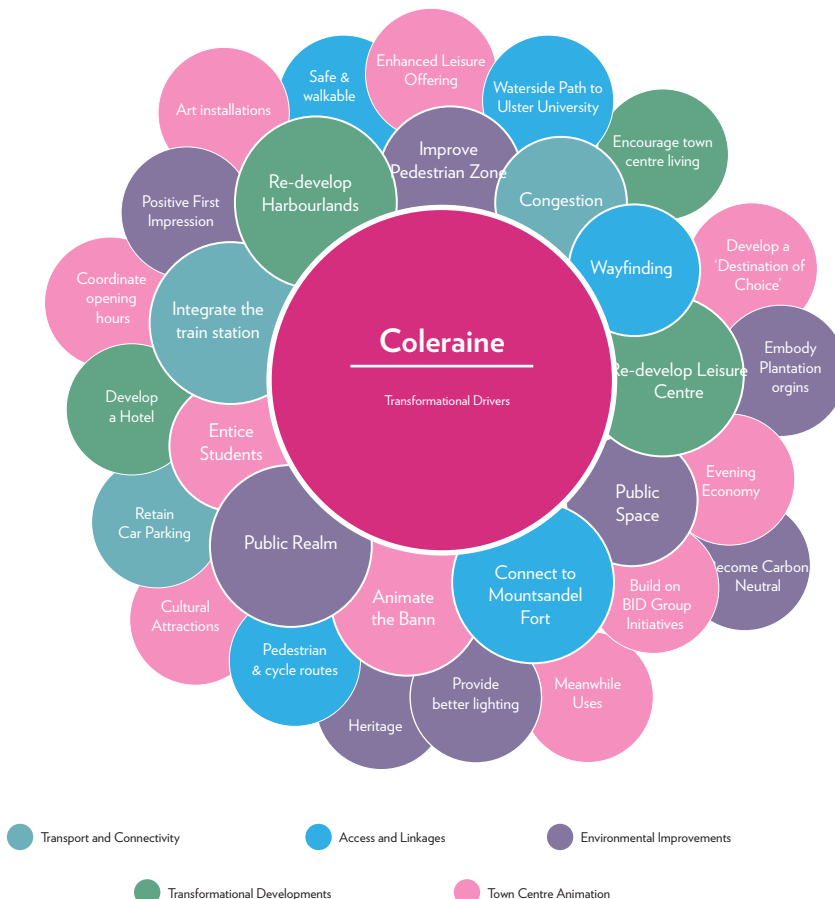 Enhanced Leisure
Offering
Safe &
walkable
Waterside Path to
Ulster University
Art installations
Encourage town
centre living
Improve
Pedestrian Zone
Re-develop
Harbourlands
Congestion
Positive First
Impression
Wayfinding
Develop a
'Destination of
Choice'
Coordinate
opening
hours
Integrate the
train station
Coleraine
Transformational Drivers
Re-develop Leisure
Centre
Embody
Plantation
orgins
Develop
a Hotel
Entice
Students
Evening
Economy
Public
Space
Retain
Car Parking
Public Realm
Connect to
Mountsandel
Fort
ecome Carbon
Neutral
Build on
BID Group
Initiatives
Animate
the Bann
Cultural
Attractions
Pedestrian
& cycle routes
Provide
better lighting
Meanwhile
Uses
Heritage
Transport and Connectivity
Access and Linkages
Environmental Improvements
Transformational Developments
Town Centre Animation